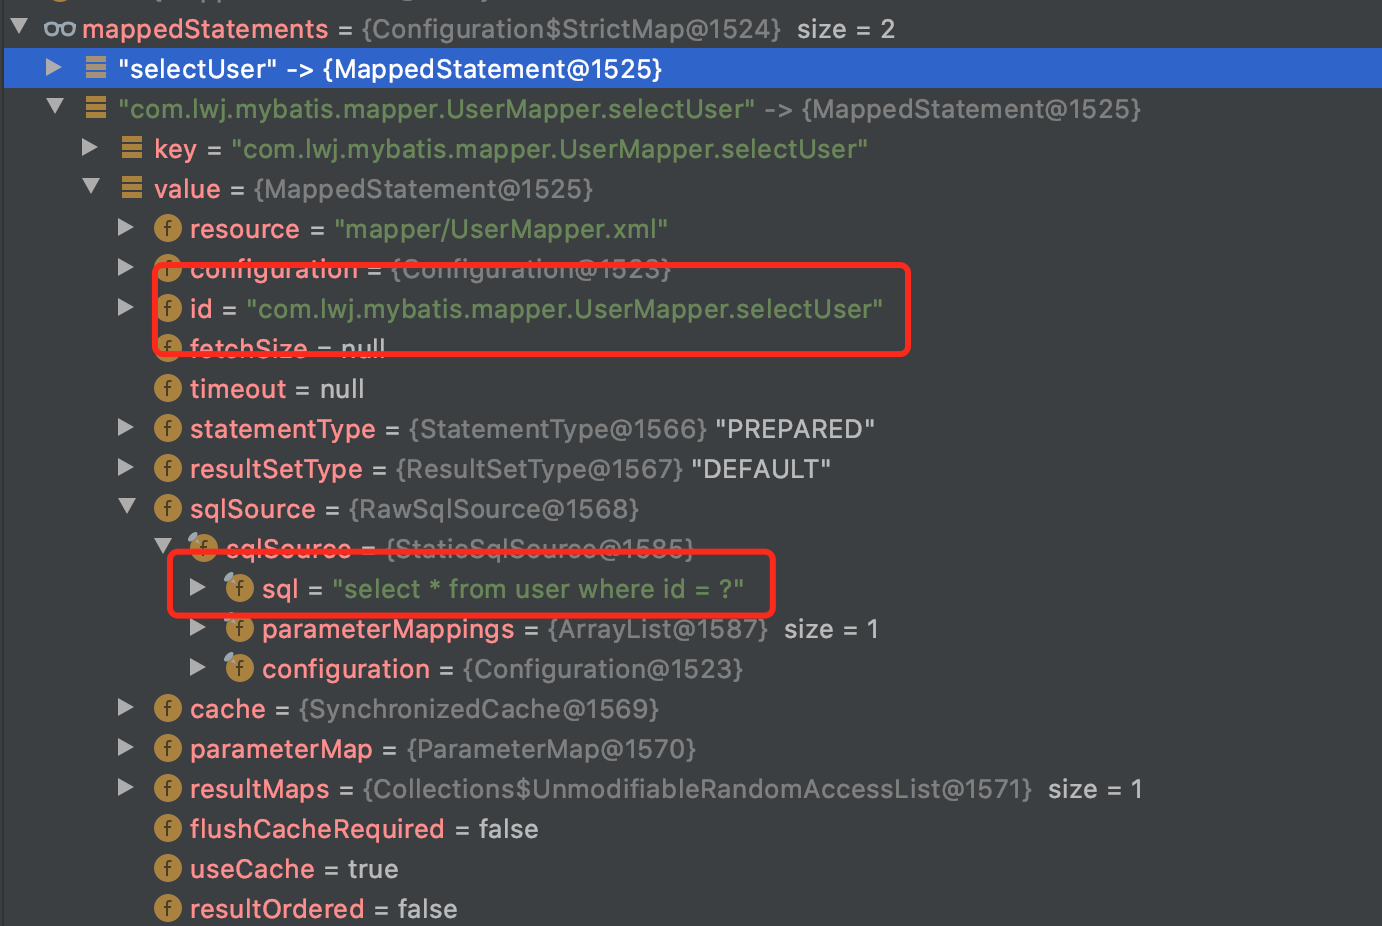 mappedStatements = {Configuration$StrictMap@1524} size = 2
"selectUser" -> {MappedStatement@1525}
"com.lwj.mybatis.mapper.UserMapper.selectUser" -> {MappedStatement@1525}
key = "com.lwj.mybatis.mapper.UserMapper.selectUser"
value = {MappedStatement@1525}
f resource = "mapper/UserMapper.xml"
f configuration = {Configuration@1523}
f id = "com.lwj.mybatis.mapper.UserMapper.selectUser"
f fetchSize = null
f timeout = null
f statementType = {StatementType@1566} "PREPARED"
f resultSetType = {ResultSetType@1567} "DEFAULT"
f sqlSource = {RawSqlSource@1568}
f sqlSource = {StaticSqlSource@1585}
f sql = "select * from user where id = ?"
f parameterMappings = {ArrayList@1587} size = 1
f configuration = {Configuration@1523}
f cache = {SynchronizedCache@1569}
f parameterMap = {ParameterMap@1570}
f resultMaps = {Collections$UnmodifiableRandomAccessList@1571} size = 1
f flushCacheRequired = false
f useCache = true
f resultOrdered = false